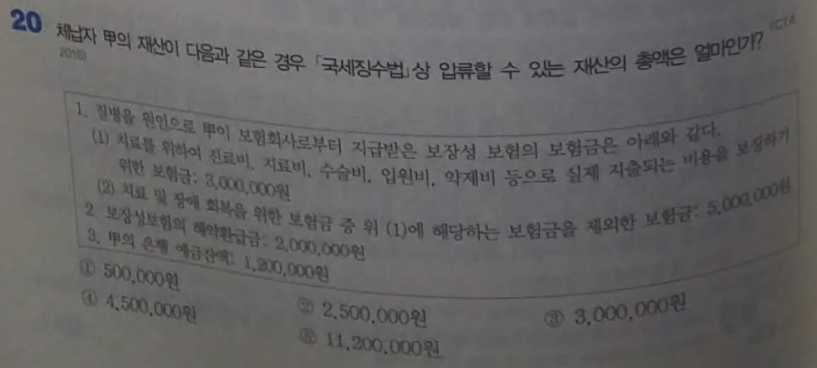 20 체납자 甲의 재산이 다음과 같은 경우 「국세징수법」상 압류할 수 있는 재산의 총액은 얼마인가? (CTA
2016)
1. 질병을 원인으로 甲이 보험회사로부터 지급받은 보장성 보험의 보험금은 아래와 같다.
(1) 치료를 위하여 진료비, 치료비, 수술비, 입원비, 약제비 등으로 실제 지출되는 비용을 보장하기
위한 보험금: 3,000,000원
(2) 치료 및 장애 회복을 위한 보험금 중 위 (1)에 해당하는 보험금을 제외한 보험금: 5,000,000원
2. 보장성보험의 해약환급금: 2,000,000원
3. 甲의 은행 예금잔액: 1,200,000원
① 500,000원 ② 2,500,000원 ③ 3,000,000원
④ 4,500,000원 ⑤ 11,200,000원